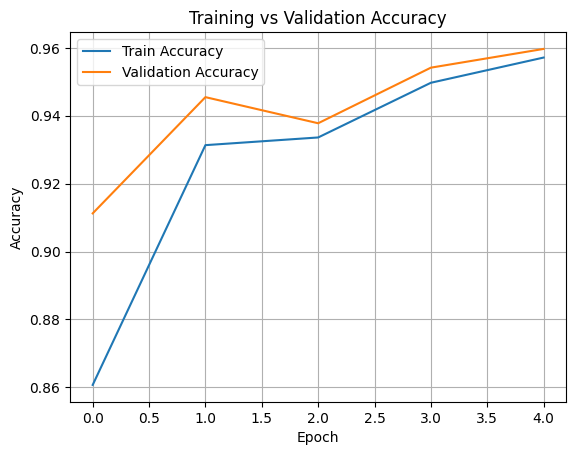 Training vs Validation Accuracy
Train Accuracy
Validation Accuracy
0.96
0.94
0.92
0.90
0.88
0.86
Accuracy
0.0 0.5 1.0 1.5 2.0 2.5 3.0 3.5 4.0
Epoch